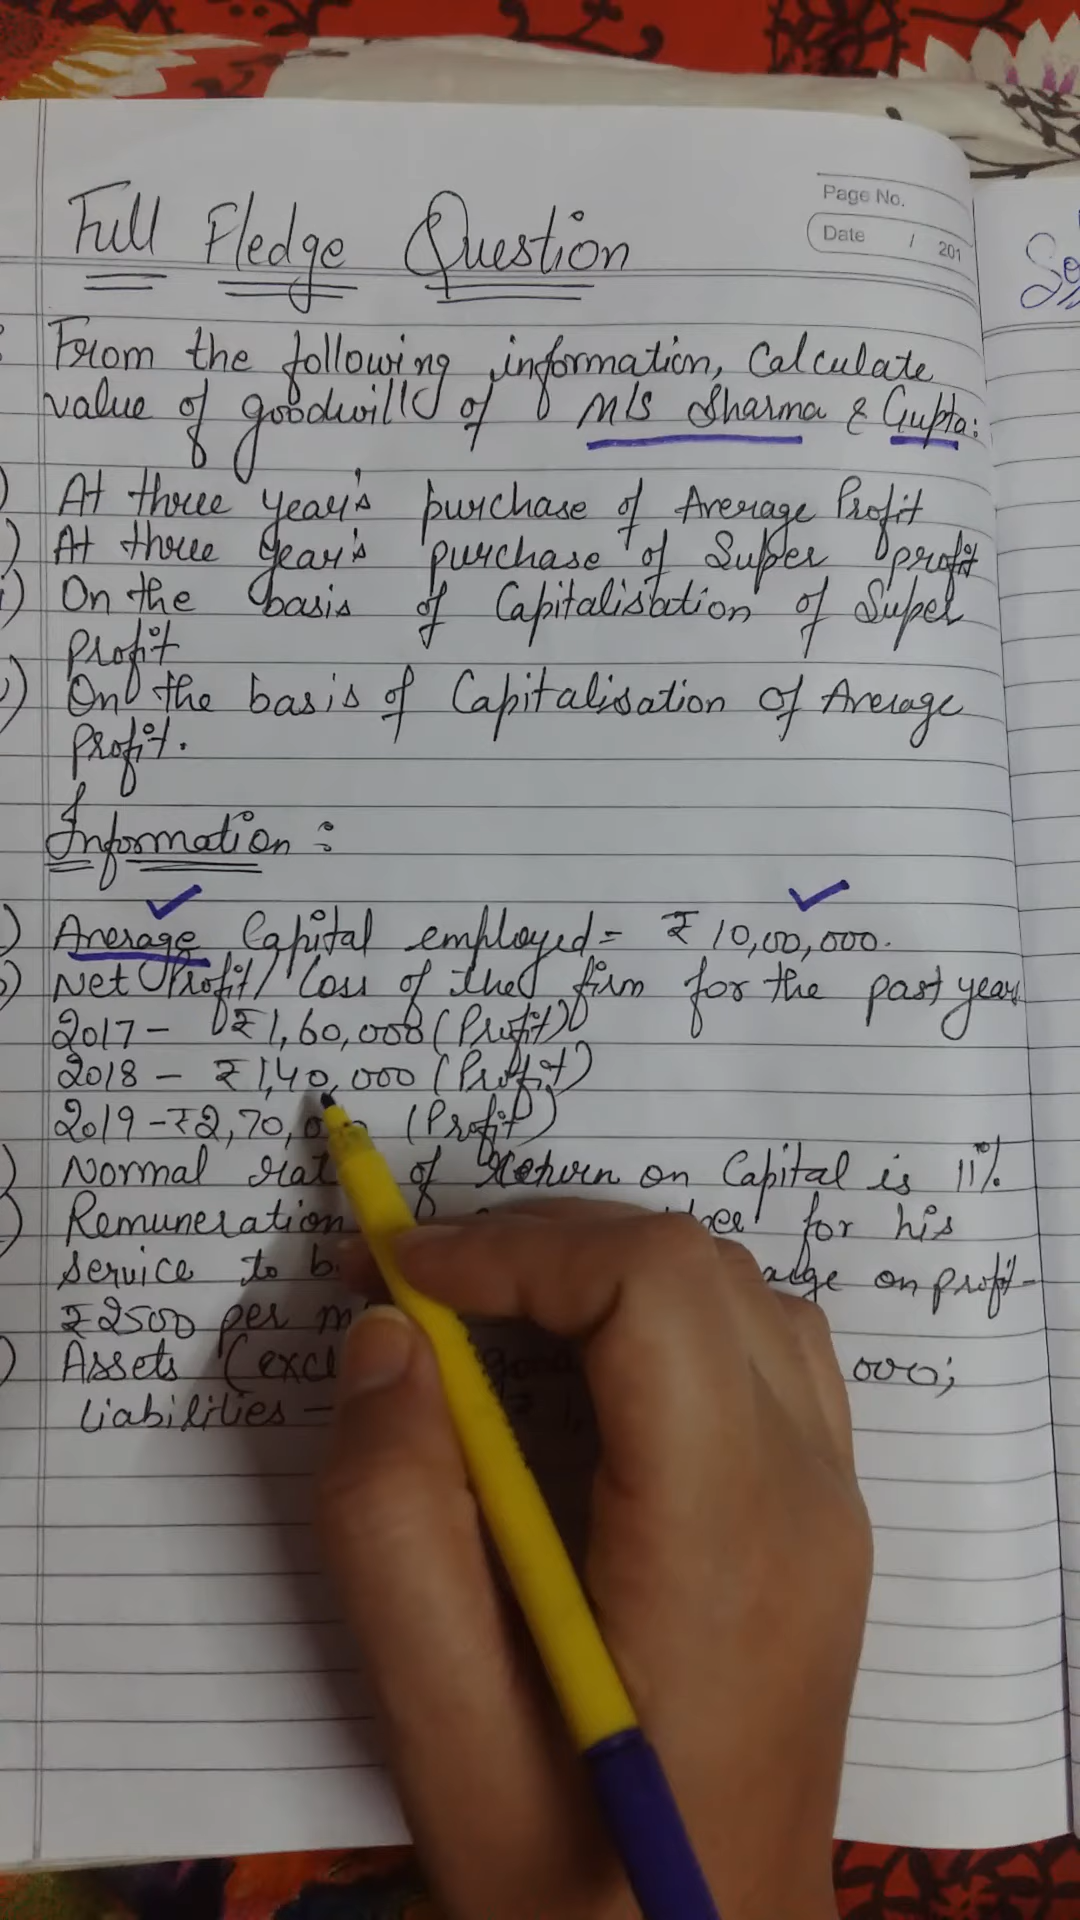 Page No.
Date / 201
Full Fledge Question
From the following information, Calculate
value of goodwill of M/S Sharma & Gupta:
) At three year's purchase of Average Profit
) At three year's purchase of Super profit
i) On the basis of Capitalisation of Super
Profit
) On the basis of Capitalisation of Average
Profit.
Information :
) Average Capital employed = ₹ 10,00,000.
) Net Profit/Loss of the firm for the past year
2017 - ₹1,60,000 (Profit)
2018 - ₹1,40,000 (Profit)
2019 - ₹2,70, (Profit)
) Normal of Return on Capital is 11%
) Remuneration for his
service to on profit -
₹2500 per
) Assets 000;
Liabilities -